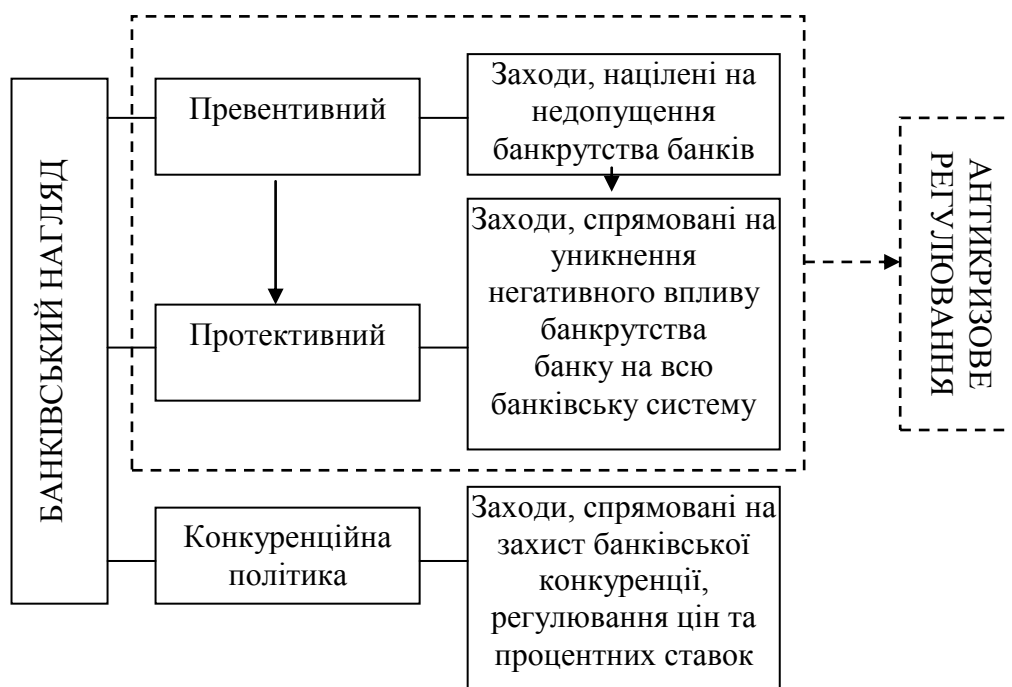 БАНКІВСЬКИЙ НАГЛЯД
Превентивний
Заходи, націлені на
недопущення
банкрутства банків
Протективний
Заходи, спрямовані на
уникнення
негативного впливу
банкрутства
банку на всю
банківську систему
Конкуренційна
політика
Заходи, спрямовані на
захист банківської
конкуренції,
регулювання цін та
процентних ставок
АНТИКРИЗОВЕ
РЕГУЛЮВАННЯ